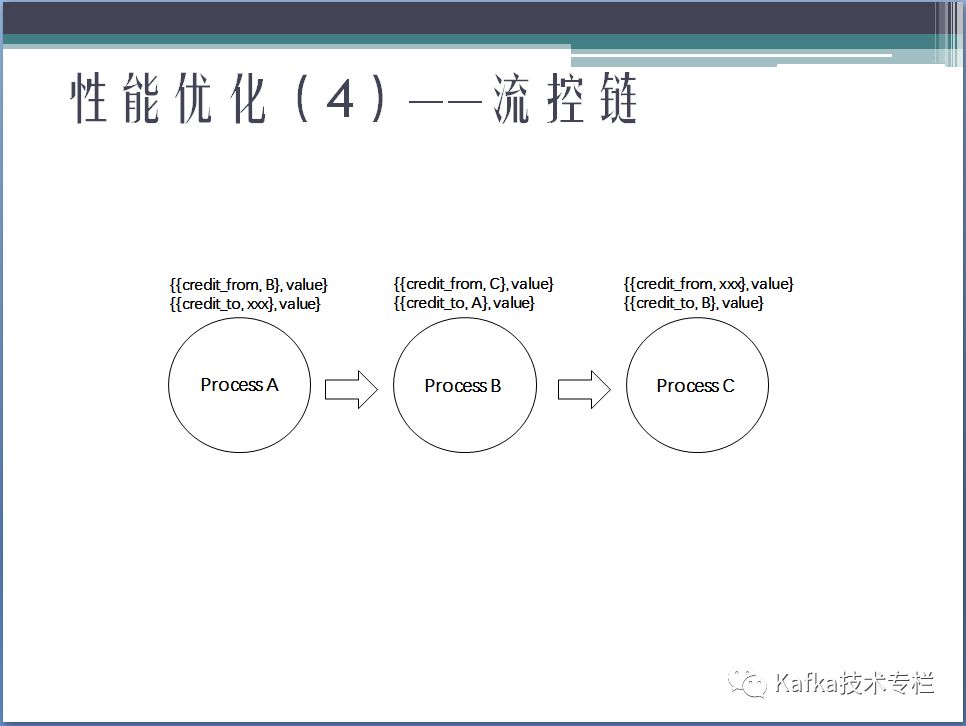 性能优化（4）——流控链
{{credit_from, B}, value}
{{credit_to, xxx}, value}
{{credit_from, C}, value}
{{credit_to, A}, value}
{{credit_from, xxx}, value}
{{credit_to, B}, value}
Process A
Process B
Process C
Kafka技术专栏